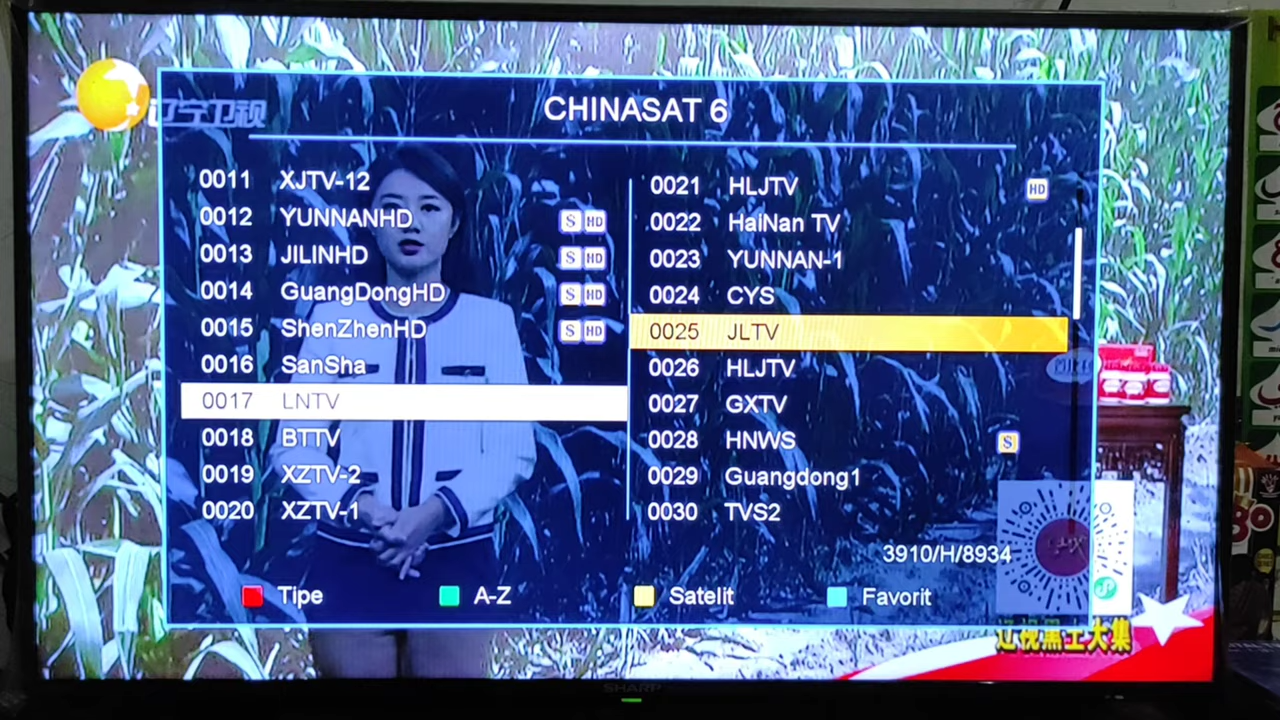 辽宁卫视
CHINASAT 6
0011 XJTV-12
0012 YUNNANHD S HD
0013 JILINHD S HD
0014 GuangDongHD S HD
0015 ShenZhenHD S HD
0016 SanSha
0017 LNTV
0018 BTTV
0019 XZTV-2
0020 XZTV-1
0021 HLJTV HD
0022 HaiNan TV
0023 YUNNAN-1
0024 CYS
0025 JLTV
0026 HLJTV
0027 GXTV
0028 HNWS S
0029 Guangdong1
0030 TVS2
3910/H/8934
Tipe A-Z Satelit Favorit
辽视黑土大集
SHARP